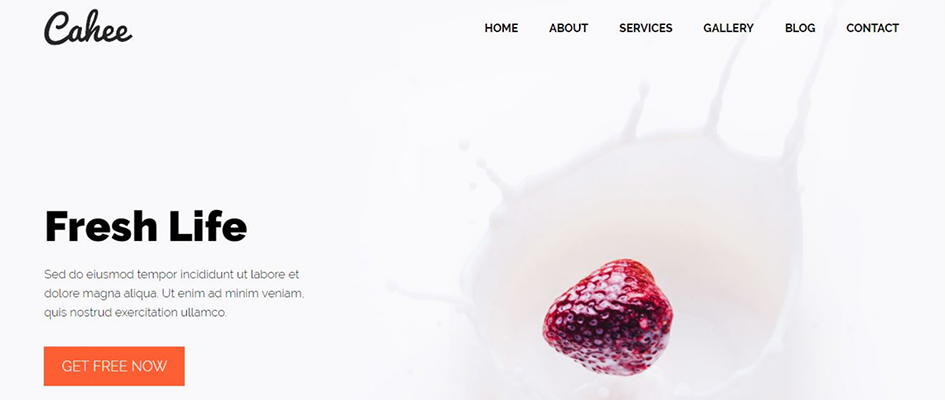 Cahee
HOME ABOUT SERVICES GALLERY BLOG CONTACT
Fresh Life
Sed do eiusmod tempor incididunt ut labore et
dolore magna aliqua. Ut enim ad minim veniam,
quis nostrud exercitation ullamco.
GET FREE NOW